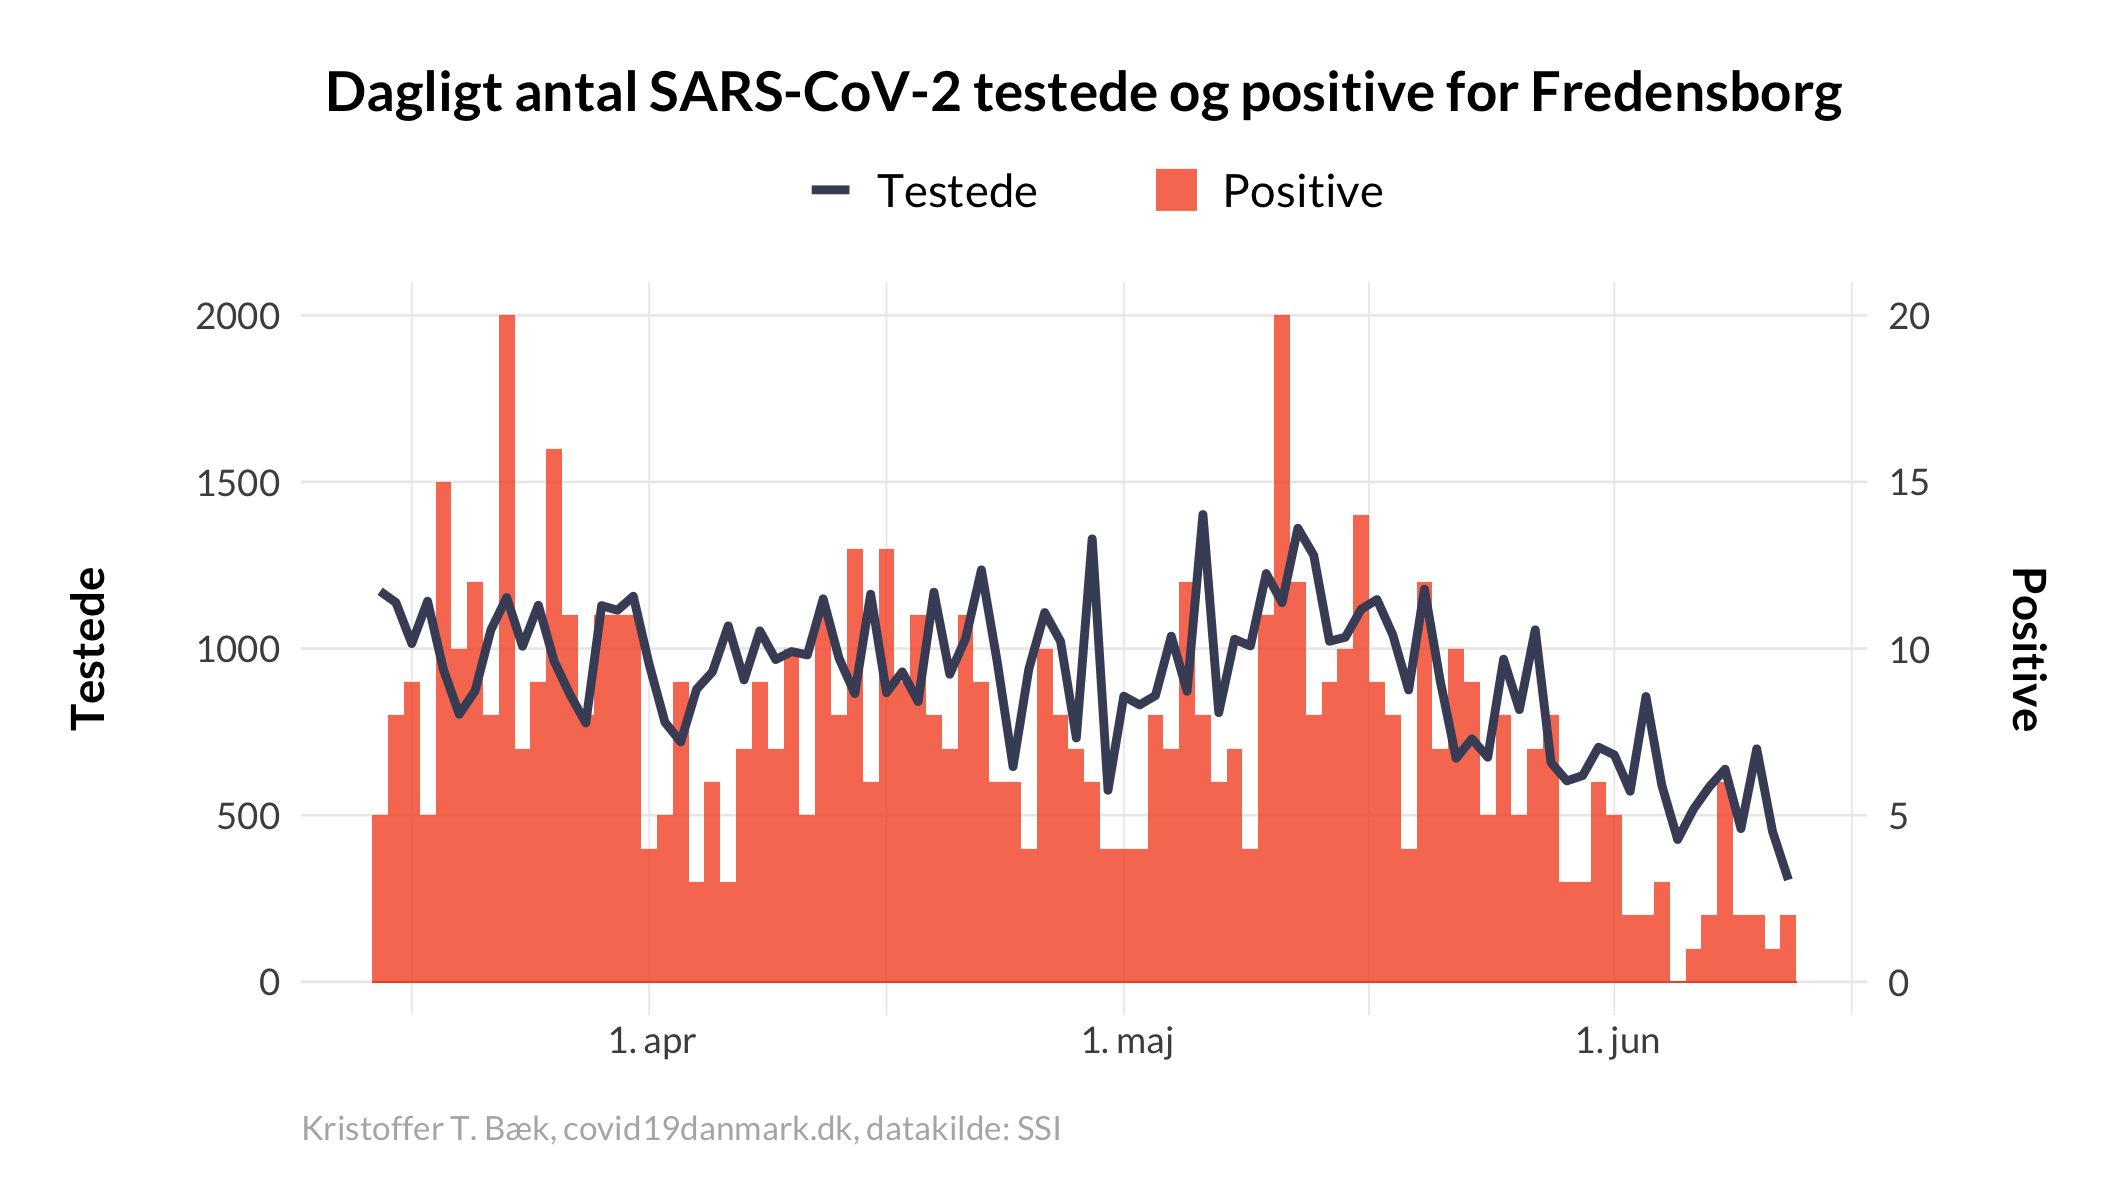 Dagligt antal SARS-CoV-2 testede og positive for Fredensborg
Testede
Positive
2000
1500
1000
500
0
20
15
10
5
0
Testede
Positive
1. apr
1. maj
1. jun
Kristoffer T. Bæk, covid19danmark.dk, datakilde: SSI